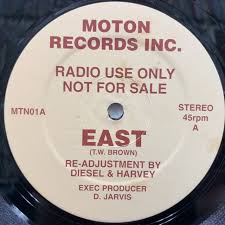 MOTON
RECORDS INC.
RADIO USE ONLY
NOT FOR SALE
MTN01A
STEREO
45rpm
A
EAST
(T.W. BROWN)
RE-ADJUSTMENT BY
DIESEL & HARVEY
EXEC PRODUCER
D. JARVIS